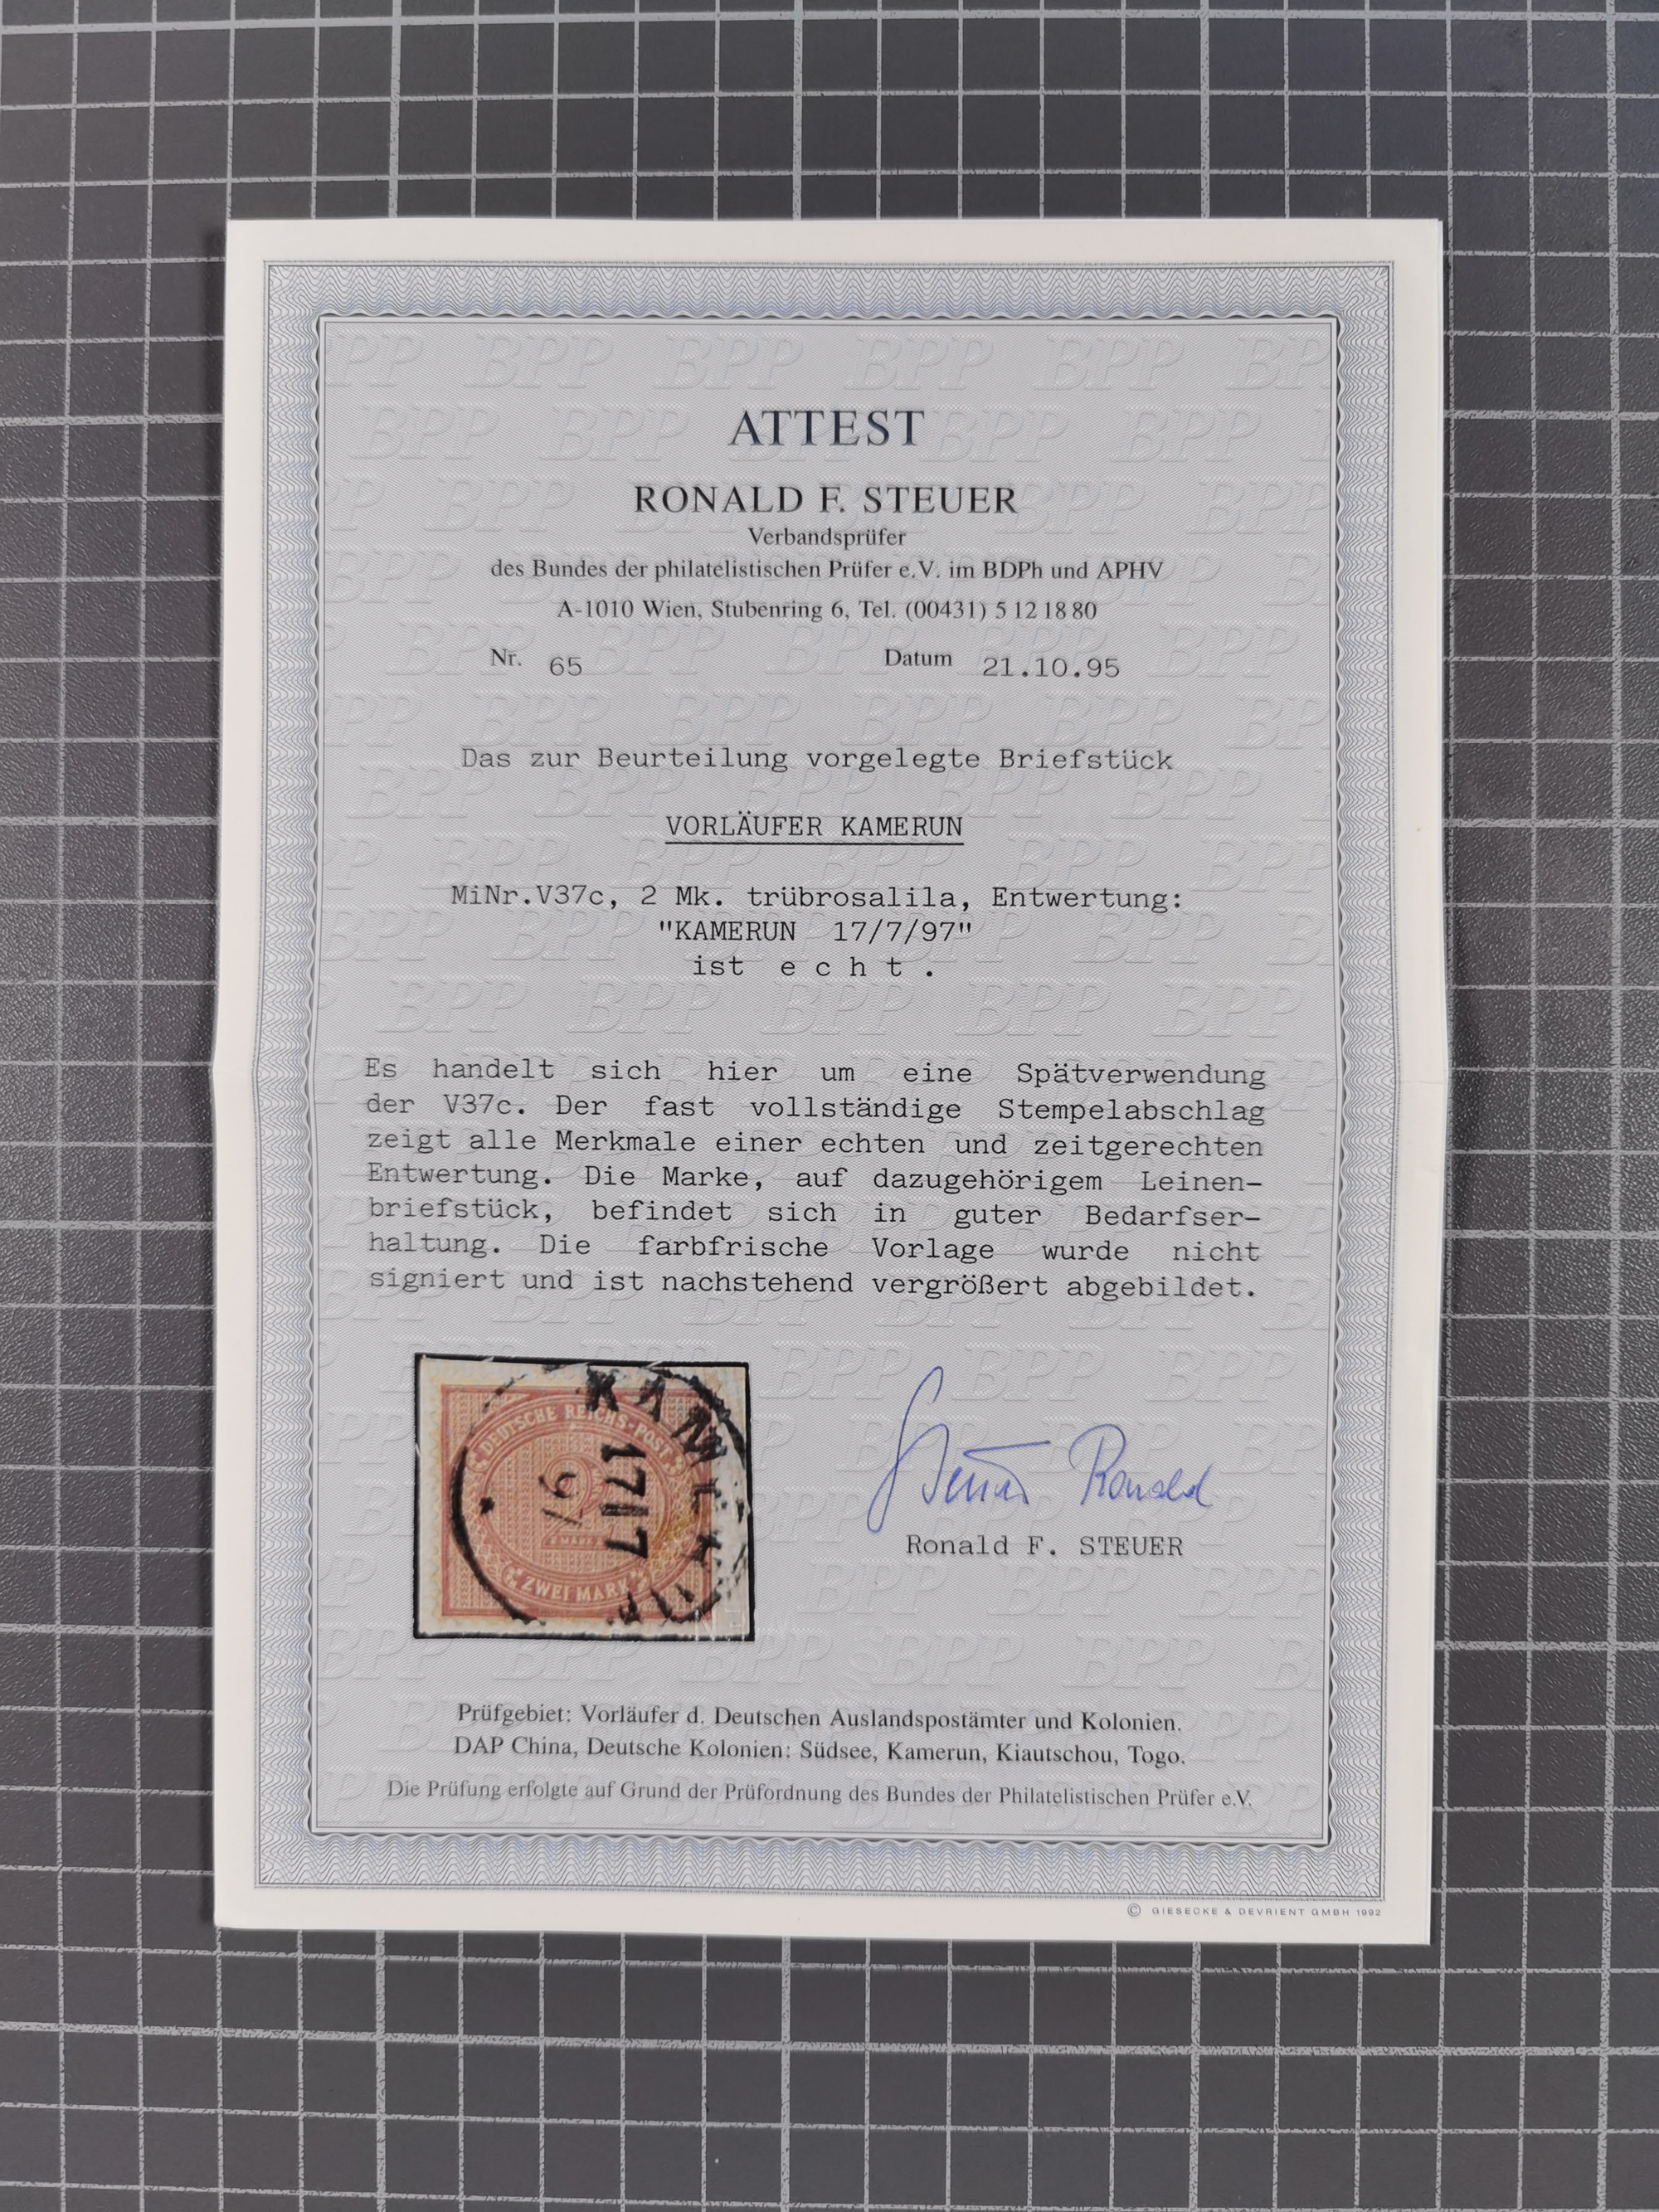 ATTEST
RONALD F. STEUER
Verbandsprüfer
des Bundes der philatelistischen Prüfer e.V. im BDPh und APHV
A-1010 Wien, Stubenring 6, Tel. (00431) 5 12 18 80
Nr. 65 Datum 21.10.95
Das zur Beurteilung vorgelegte Briefstück
VORLÄUFER KAMERUN
MiNr.V37c, 2 Mk. trübrosalila, Entwertung:
"KAMERUN 17/7/97"
ist e c h t .
Es handelt sich hier um eine Spätverwendung
der V37c. Der fast vollständige Stempelabschlag
zeigt alle Merkmale einer echten und zeitgerechten
Entwertung. Die Marke, auf dazugehörigem Leinen-
briefstück, befindet sich in guter Bedarfser-
haltung. Die farbfrische Vorlage wurde nicht
signiert und ist nachstehend vergrößert abgebildet.
DEUTSCHE REICHS-POST
2
ZWEI MARK
17/7
97
Steuer Ronald
Ronald F. STEUER
Prüfgebiet: Vorläufer d. Deutschen Auslandspostämter und Kolonien.
DAP China, Deutsche Kolonien: Südsee, Kamerun, Kiautschou, Togo.
Die Prüfung erfolgte auf Grund der Prüfordnung des Bundes der Philatelistischen Prüfer e.V.
© GIESECKE & DEVRIENT GMBH 1992